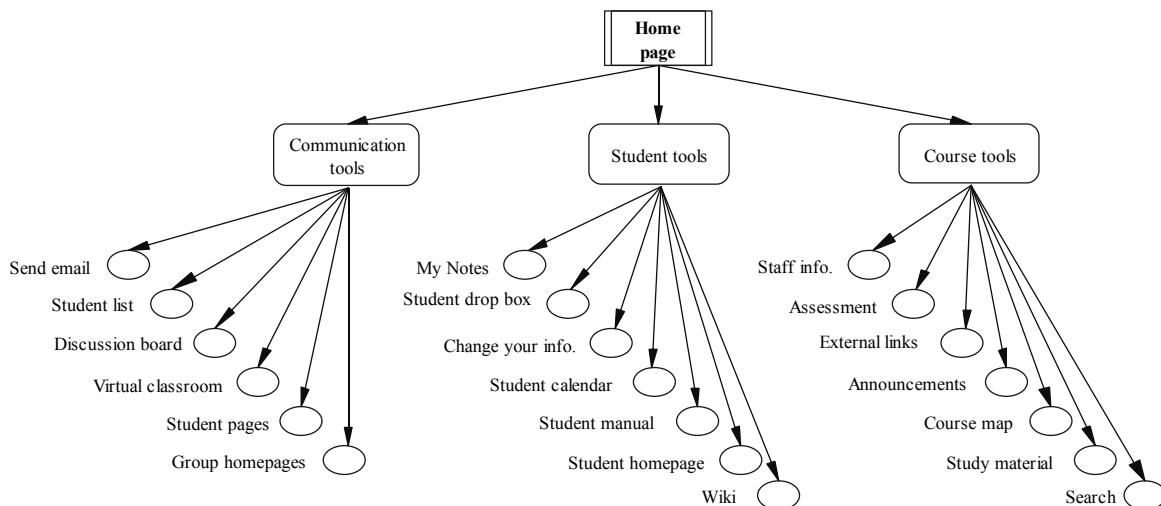 Home
page
Communication
tools
Student tools
Course tools
Send email
Student list
Discussion board
Virtual classroom
Student pages
Group homepages
My Notes
Student drop box
Change your info.
Student calendar
Student manual
Student homepage
Wiki
Staff info.
Assessment
External links
Announcements
Course map
Study material
Search